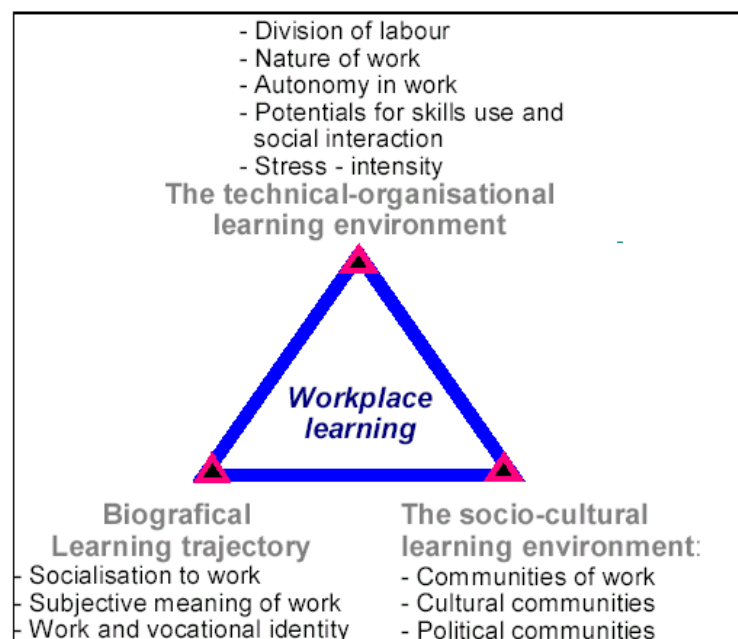 - Division of labour
- Nature of work
- Autonomy in work
- Potentials for skills use and
social interaction
- Stress - intensity
The technical-organisational
learning environment
Workplace
learning
Biografical
Learning trajectory
- Socialisation to work
- Subjective meaning of work
- Work and vocational identity
The socio-cultural
learning environment:
- Communities of work
- Cultural communities
- Political communities